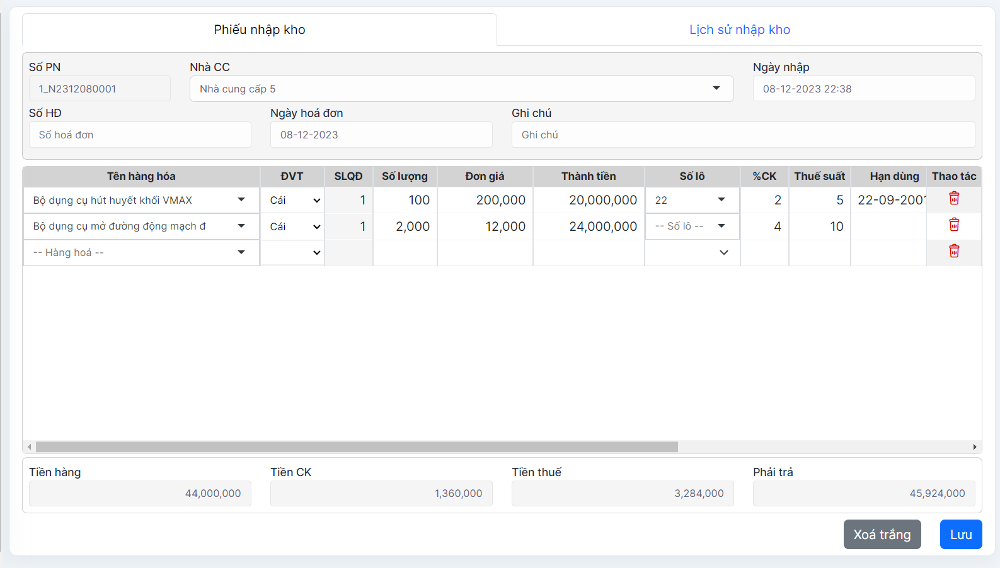 Phiếu nhập kho Lịch sử nhập kho
Số PN Nhà CC Ngày nhập
1_N2312080001 Nhà cung cấp 5 08-12-2023 22:38
Số HĐ Ngày hoá đơn Ghi chú
Số hoá đơn 08-12-2023 Ghi chú
Tên hàng hóa ĐVT SLQĐ Số lượng Đơn giá Thành tiền Số lô %CK Thuế suất Hạn dùng Thao tác
Bộ dụng cụ hút huyết khối VMAX Cái 1 100 200,000 20,000,000 22 2 5 22-09-2001
Bộ dụng cụ mở đường động mạch đ Cái 1 2,000 12,000 24,000,000 -- Số lô -- 4 10
-- Hàng hoá --
Tiền hàng Tiền CK Tiền thuế Phải trả
44,000,000 1,360,000 3,284,000 45,924,000
Xoá trắng Lưu